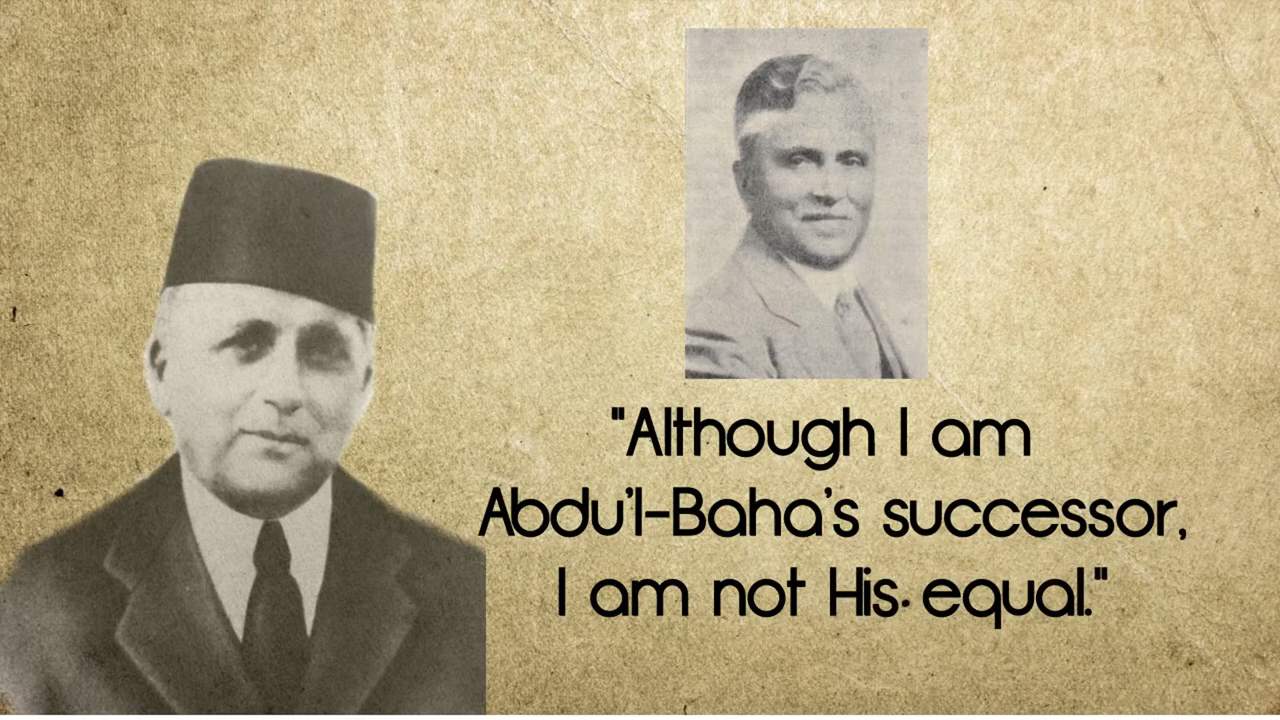 "Although I am
Abdu'l-Baha's successor,
I am not His equal."